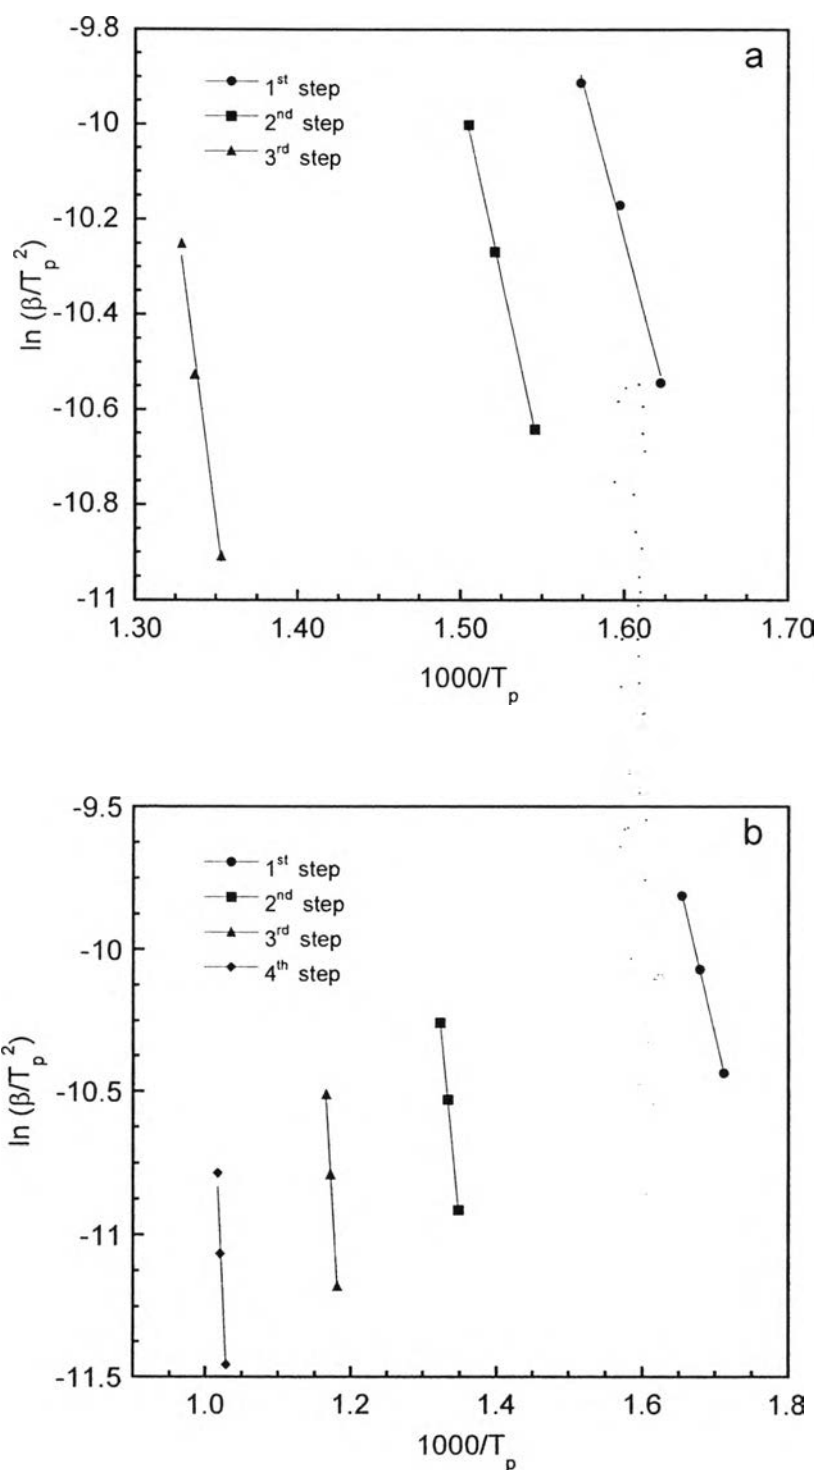 a
1ˢᵗ step
2ⁿᵈ step
3ʳᵈ step
-9.8
-10
-10.2
-10.4
-10.6
-10.8
-11
ln (β/Tₚ²)
1.30 1.40 1.50 1.60 1.70
1000/Tₚ
b
1ˢᵗ step
2ⁿᵈ step
3ʳᵈ step
4ᵗʰ step
-9.5
-10
-10.5
-11
-11.5
ln (β/Tₚ²)
1.0 1.2 1.4 1.6 1.8
1000/Tₚ